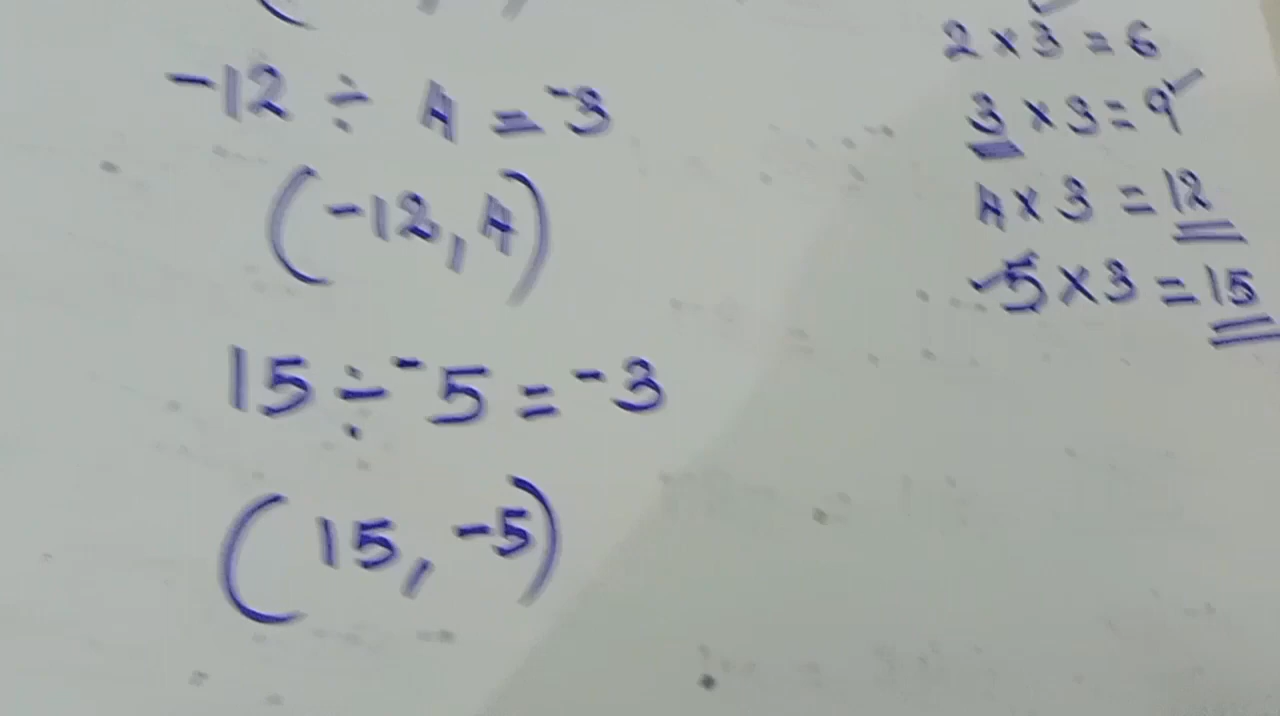 -12 ÷ 4 = -3
(-12, 4)
15 ÷ -5 = -3
(15, -5)
2 × 3 = 6
3 × 3 = 9
4 × 3 = 12
5 × 3 = 15